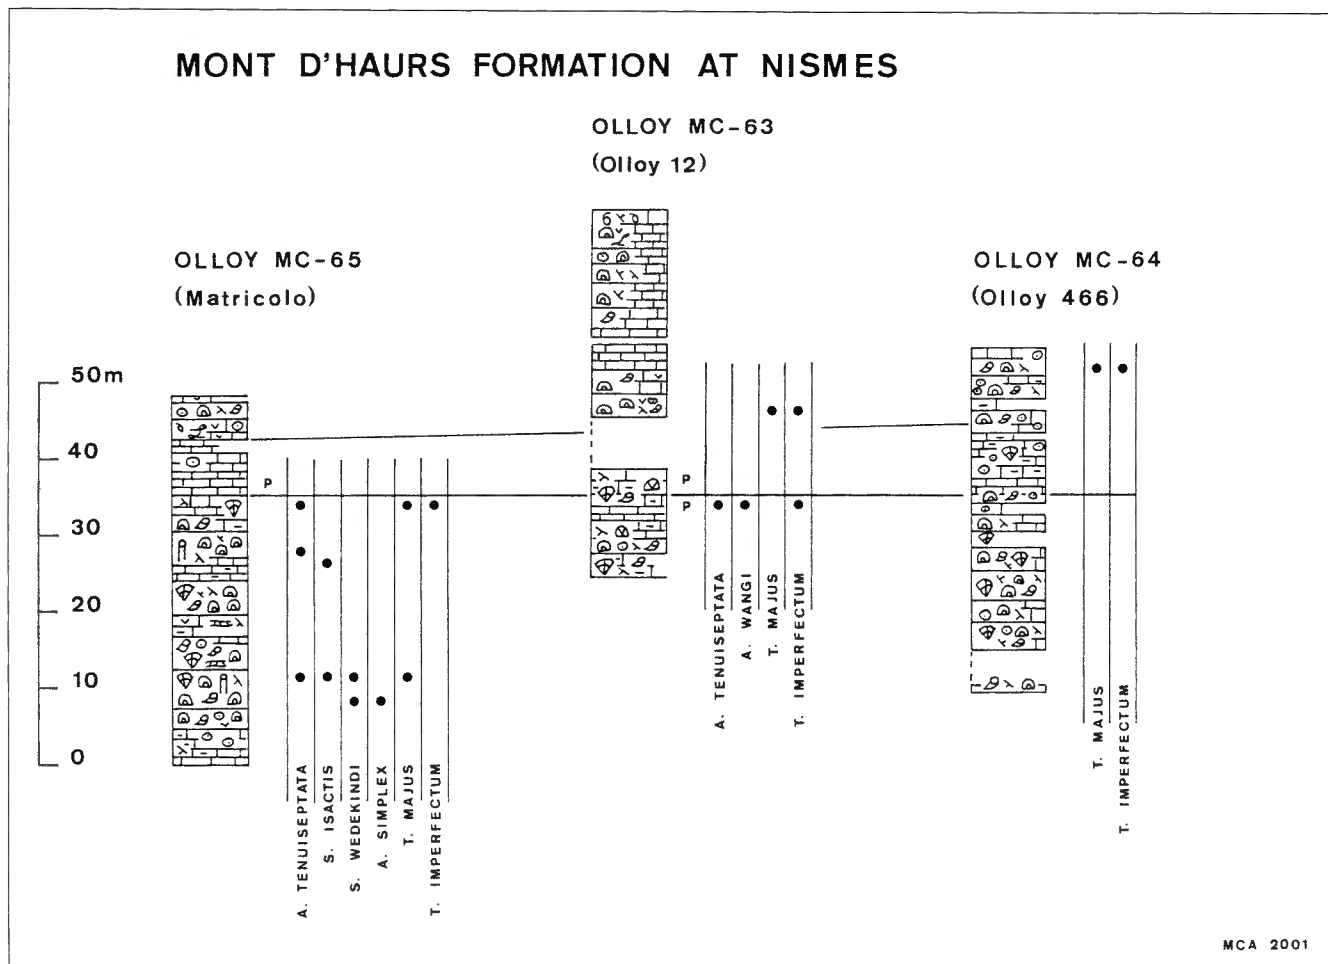 MONT D'HAURS FORMATION AT NISMES
OLLOY MC-63
(Olloy 12)
OLLOY MC-65
(Matricolo)
OLLOY MC-64
(Olloy 466)
50m
40
30
20
10
0
P
P
P
A. TENUISEPTATA
S. ISACTIS
S. WEDEKINDI
A. SIMPLEX
T. MAJUS
T. IMPERFECTUM
A. TENUISEPTATA
A. WANGI
T. MAJUS
T. IMPERFECTUM
T. MAJUS
T. IMPERFECTUM
MCA 2001